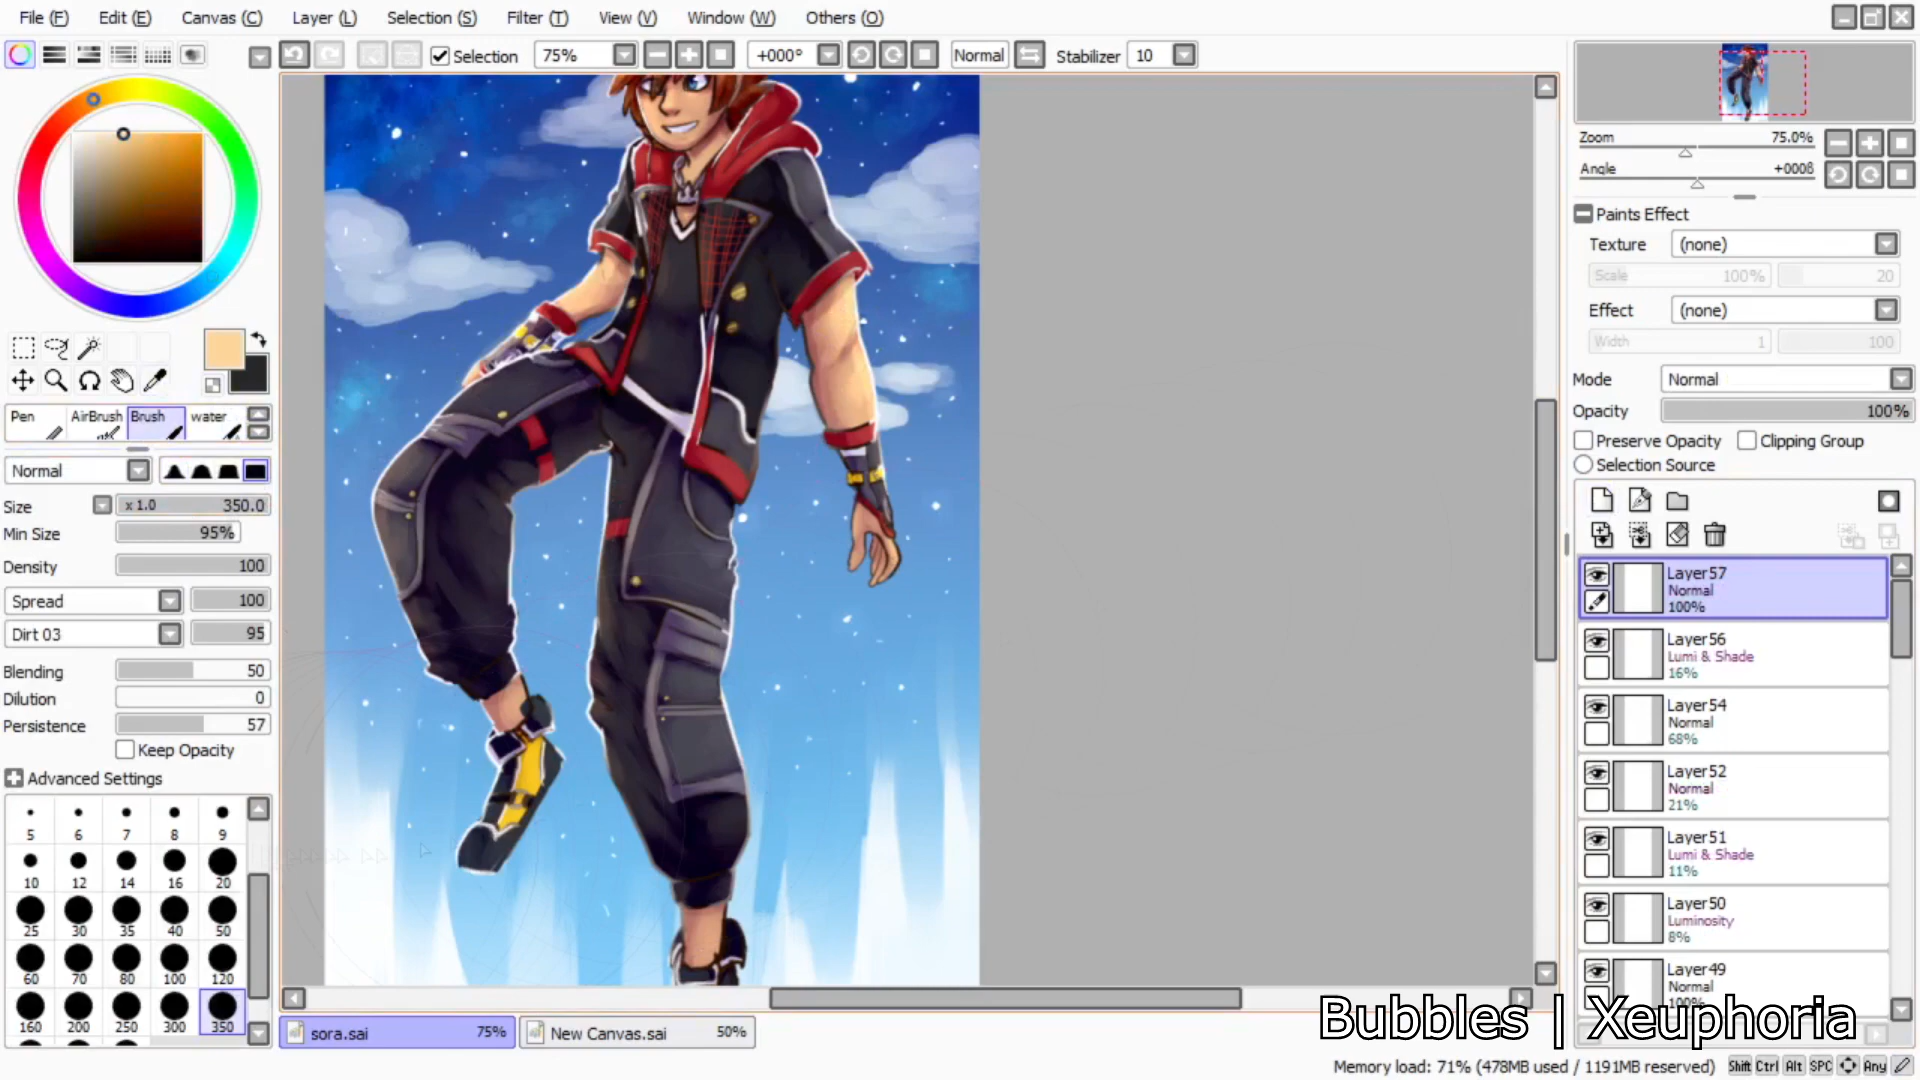 File (F) Edit (E) Canvas (C) Layer (L) Selection (S) Filter (T) View (V) Window (W) Others (O)
Selection 75% +000° Normal Stabilizer 10
Zoom 75.0%
Angle +000ß
Paints Effect
Texture (none)
Scale 100% 20
Effect (none)
Width 1 100
Mode Normal
Opacity 100%
Preserve Opacity Clipping Group
Selection Source
Pen AirBrush Brush water
Normal
Size x 1.0 350.0
Min Size 95%
Density 100
Spread 100
Dirt 03 95
Blending 50
Dilution 0
Persistence 57
Keep Opacity
Advanced Settings
5 6 7 8 9
10 12 14 16 20
25 30 35 40 50
60 70 80 100 120
160 200 250 300 350
Layer57
Normal
100%
Layer56
Lumi & Shade
16%
Layer54
Normal
68%
Layer52
Normal
21%
Layer51
Lumi & Shade
11%
Layer50
Luminosity
8%
Layer49
Normal
100%
Bubbles | Xeuphoria
sora.sai 75% New Canvas.sai 50%
Memory load: 71% (478MB used / 1191MB reserved) Shift Ctrl Alt SPC Any